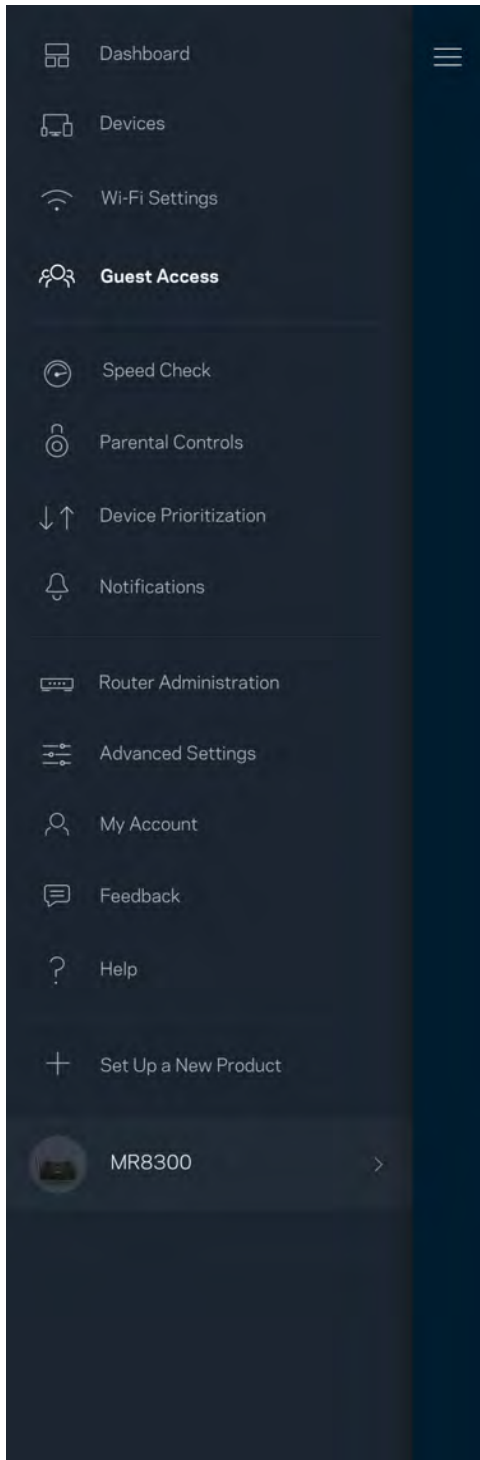 Dashboard
Devices
Wi-Fi Settings
Guest Access
Speed Check
Parental Controls
Device Prioritization
Notifications
Router Administration
Advanced Settings
My Account
Feedback
Help
Set Up a New Product
MR8300